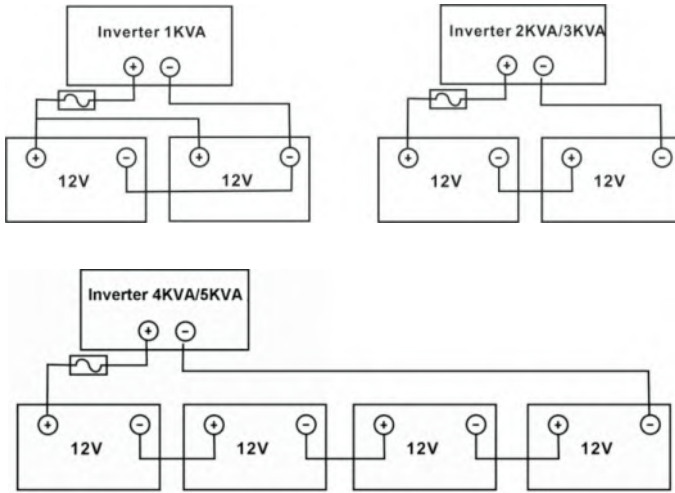 Inverter 1KVA
+ −
+ − + −
12V 12V
Inverter 2KVA/3KVA
+ −
+ − + −
12V 12V
Inverter 4KVA/5KVA
+ −
+ − + − + − + −
12V 12V 12V 12V